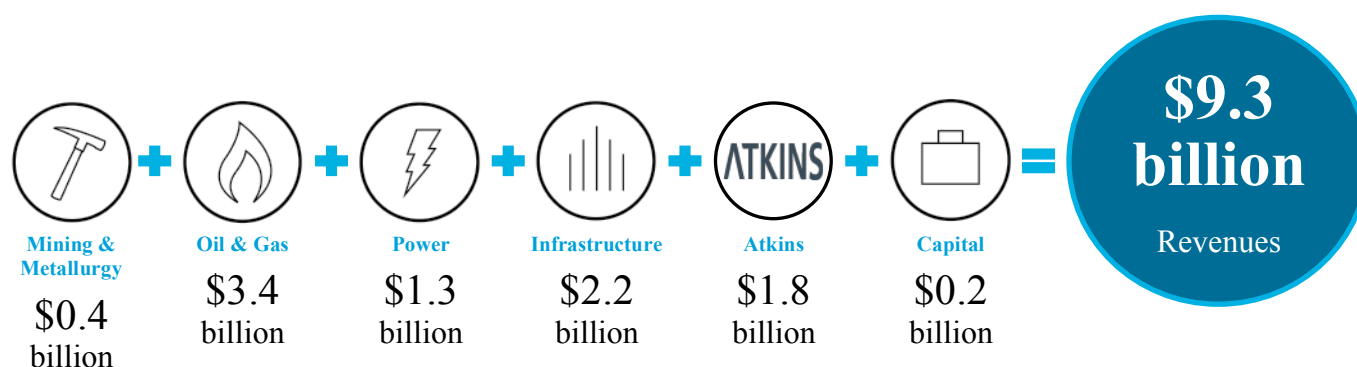 ATKINS
Mining &
Metallurgy
$0.4
billion
Oil & Gas
$3.4
billion
Power
$1.3
billion
Infrastructure
$2.2
billion
Atkins
$1.8
billion
Capital
$0.2
billion
$9.3
billion
Revenues